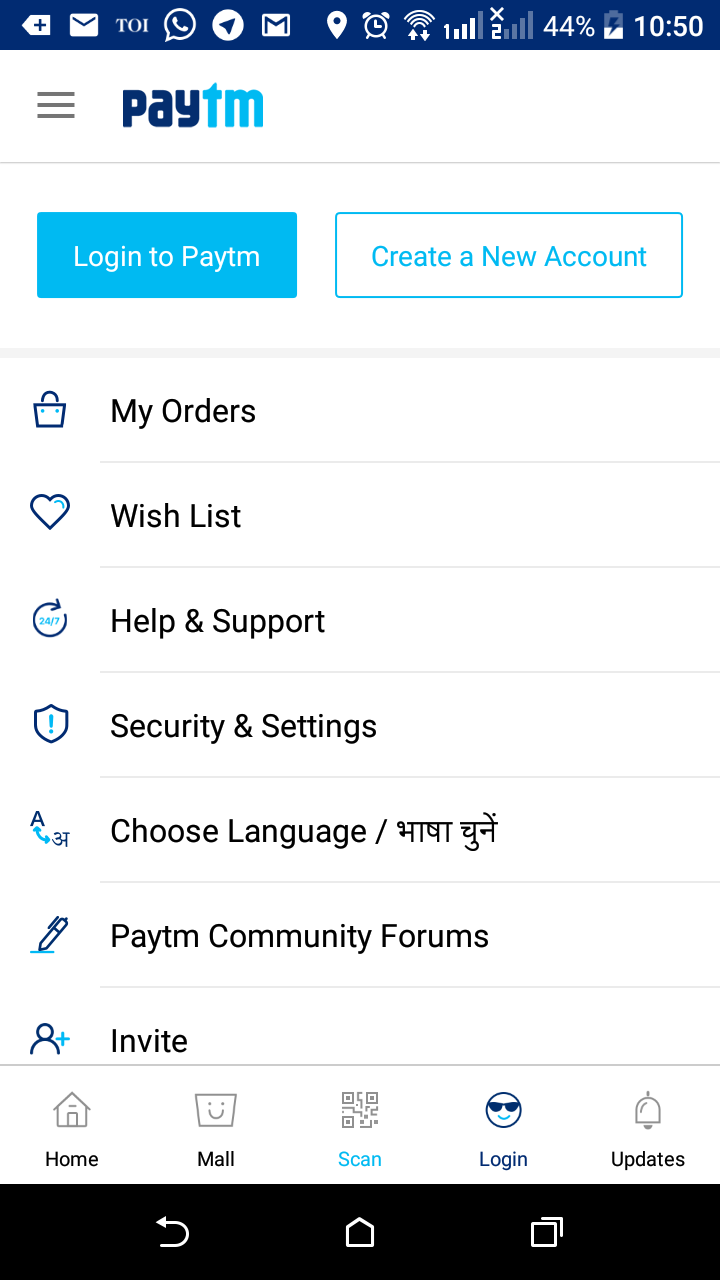 TOI 2 44% 10:50
paytm
Login to Paytm Create a New Account
My Orders
Wish List
24/7 Help & Support
Security & Settings
A अ Choose Language / भाषा चुनें
Paytm Community Forums
Invite
Home Mall Scan Login Updates